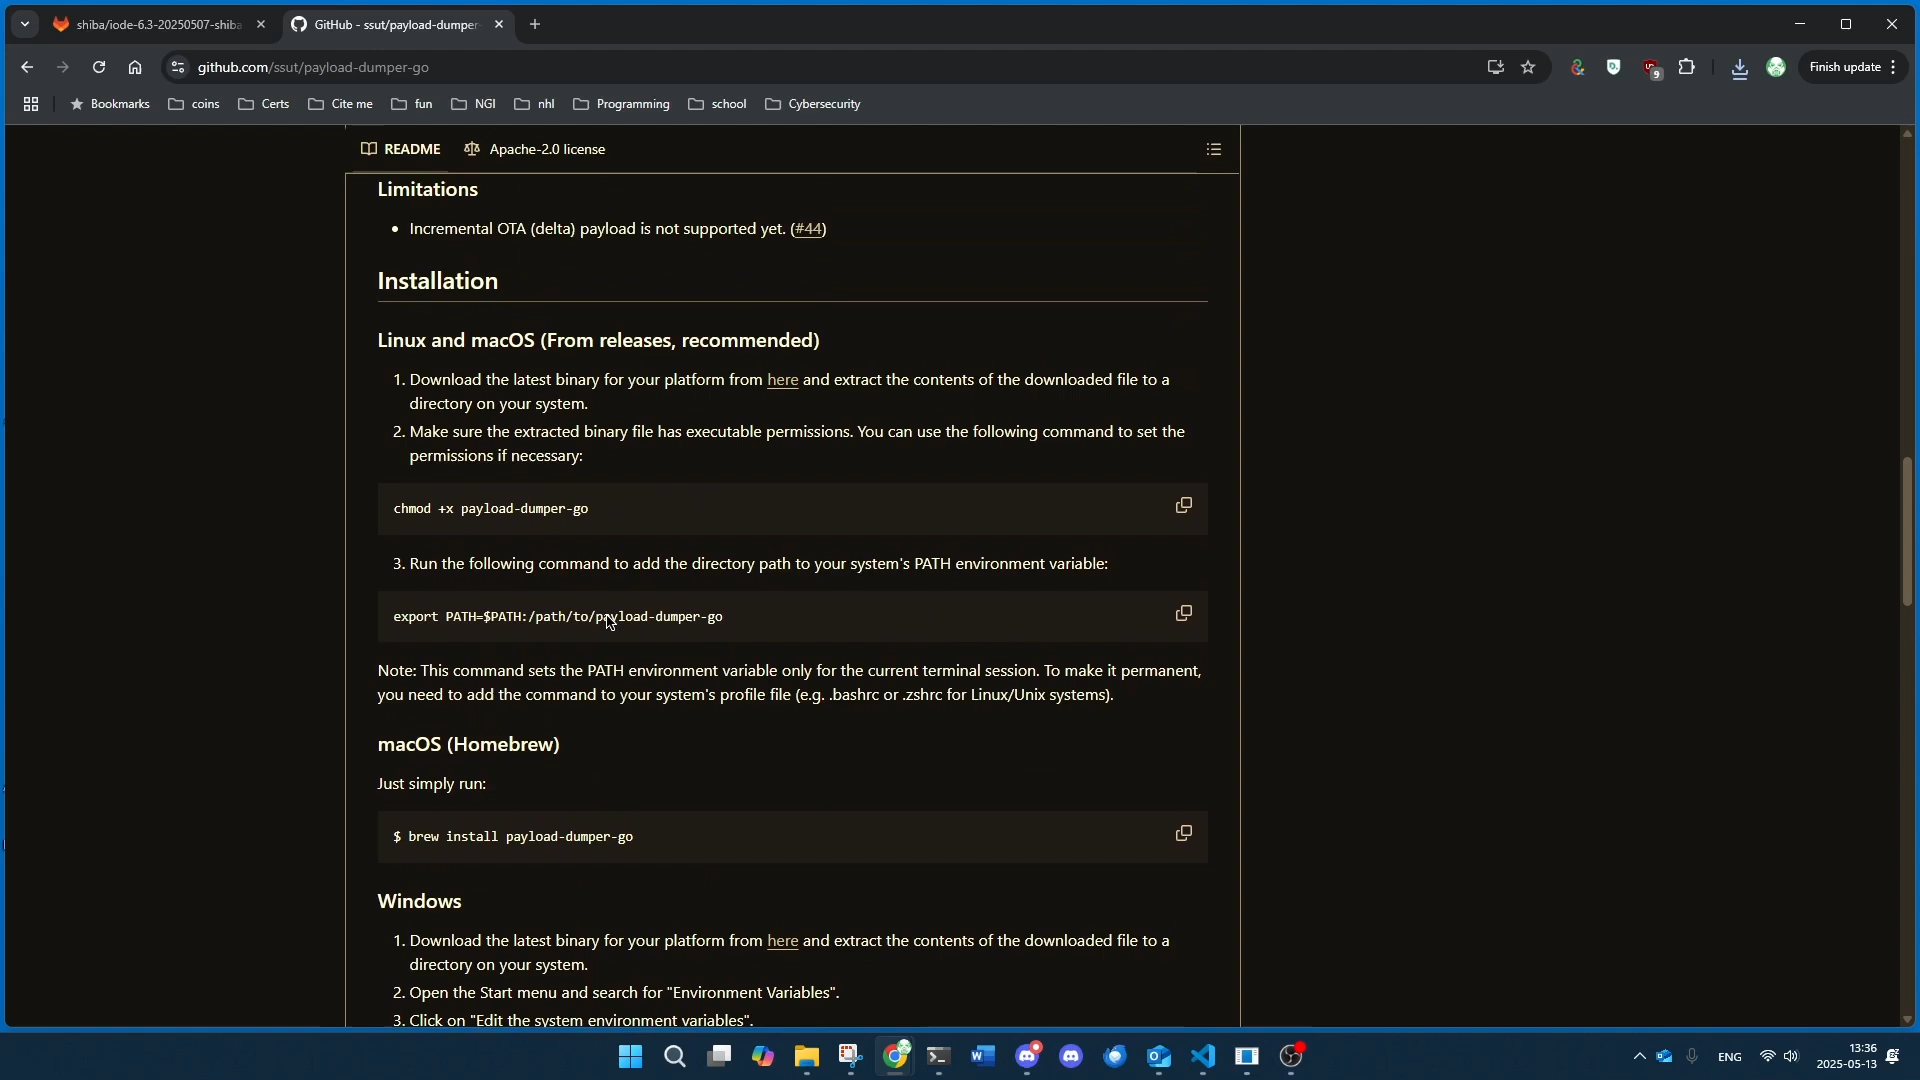 shiba/iode-6.3-20250507-shiba
GitHub - ssut/payload-dumper-
github.com/ssut/payload-dumper-go
9
Finish update
Bookmarks
coins
Certs
Cite me
fun
NGI
nhl
Programming
school
Cybersecurity
README
Apache-2.0 license
Limitations
• Incremental OTA (delta) payload is not supported yet. (#44)
Installation
Linux and macOS (From releases, recommended)
1. Download the latest binary for your platform from here and extract the contents of the downloaded file to a
directory on your system.
2. Make sure the extracted binary file has executable permissions. You can use the following command to set the
permissions if necessary:
chmod +x payload-dumper-go
3. Run the following command to add the directory path to your system's PATH environment variable:
export PATH=$PATH:/path/to/payload-dumper-go
Note: This command sets the PATH environment variable only for the current terminal session. To make it permanent,
you need to add the command to your system's profile file (e.g. .bashrc or .zshrc for Linux/Unix systems).
macOS (Homebrew)
Just simply run:
$ brew install payload-dumper-go
Windows
1. Download the latest binary for your platform from here and extract the contents of the downloaded file to a
directory on your system.
2. Open the Start menu and search for "Environment Variables".
3. Click on "Edit the system environment variables".
ENG
13:36
2025-05-13